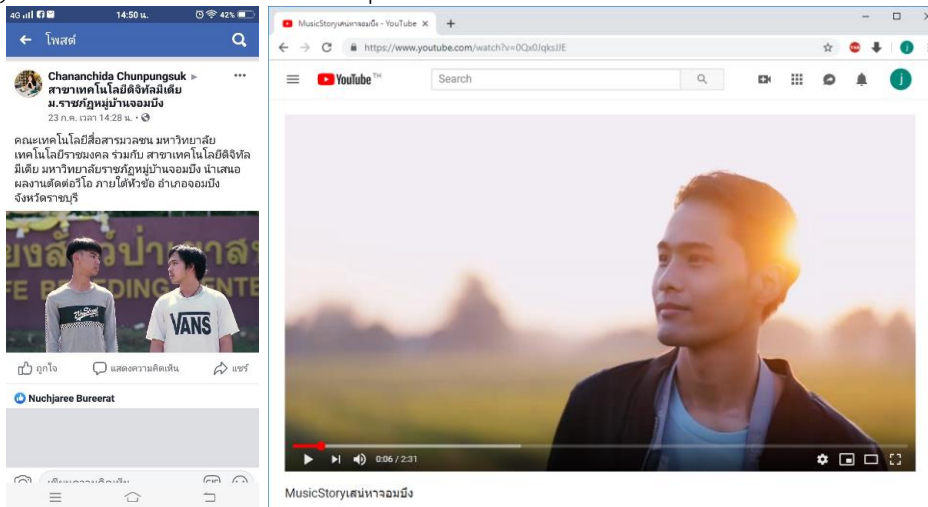 4G 14:50 น. 42%
โพสต์
Chananchida Chunpungsuk ▸
สาขาเทคโนโลยีดิจิทัลมีเดีย
ม.ราชภัฏหมู่บ้านจอมบึง
23 ก.ค. เวลา 14:28 น. •
คณะเทคโนโลยีสื่อสารมวลชน มหาวิทยาลัย
เทคโนโลยีราชมงคล ร่วมกับ สาขาเทคโนโลยีดิจิทัล
มีเดีย มหาวิทยาลัยราชภัฏหมู่บ้านจอมบึง นำเสนอ
ผลงานตัดต่อวีโอ ภายใต้หัวข้อ อำเภอจอมบึง
จังหวัดราชบุรี
VANS
ถูกใจ แสดงความคิดเห็น แชร์
Nuchjaree Bureerat
MusicStoryเสน่หาจอมบึง - YouTube
YouTube TH
Search
j
0:06 / 2:31
MusicStoryเสน่หาจอมบึง